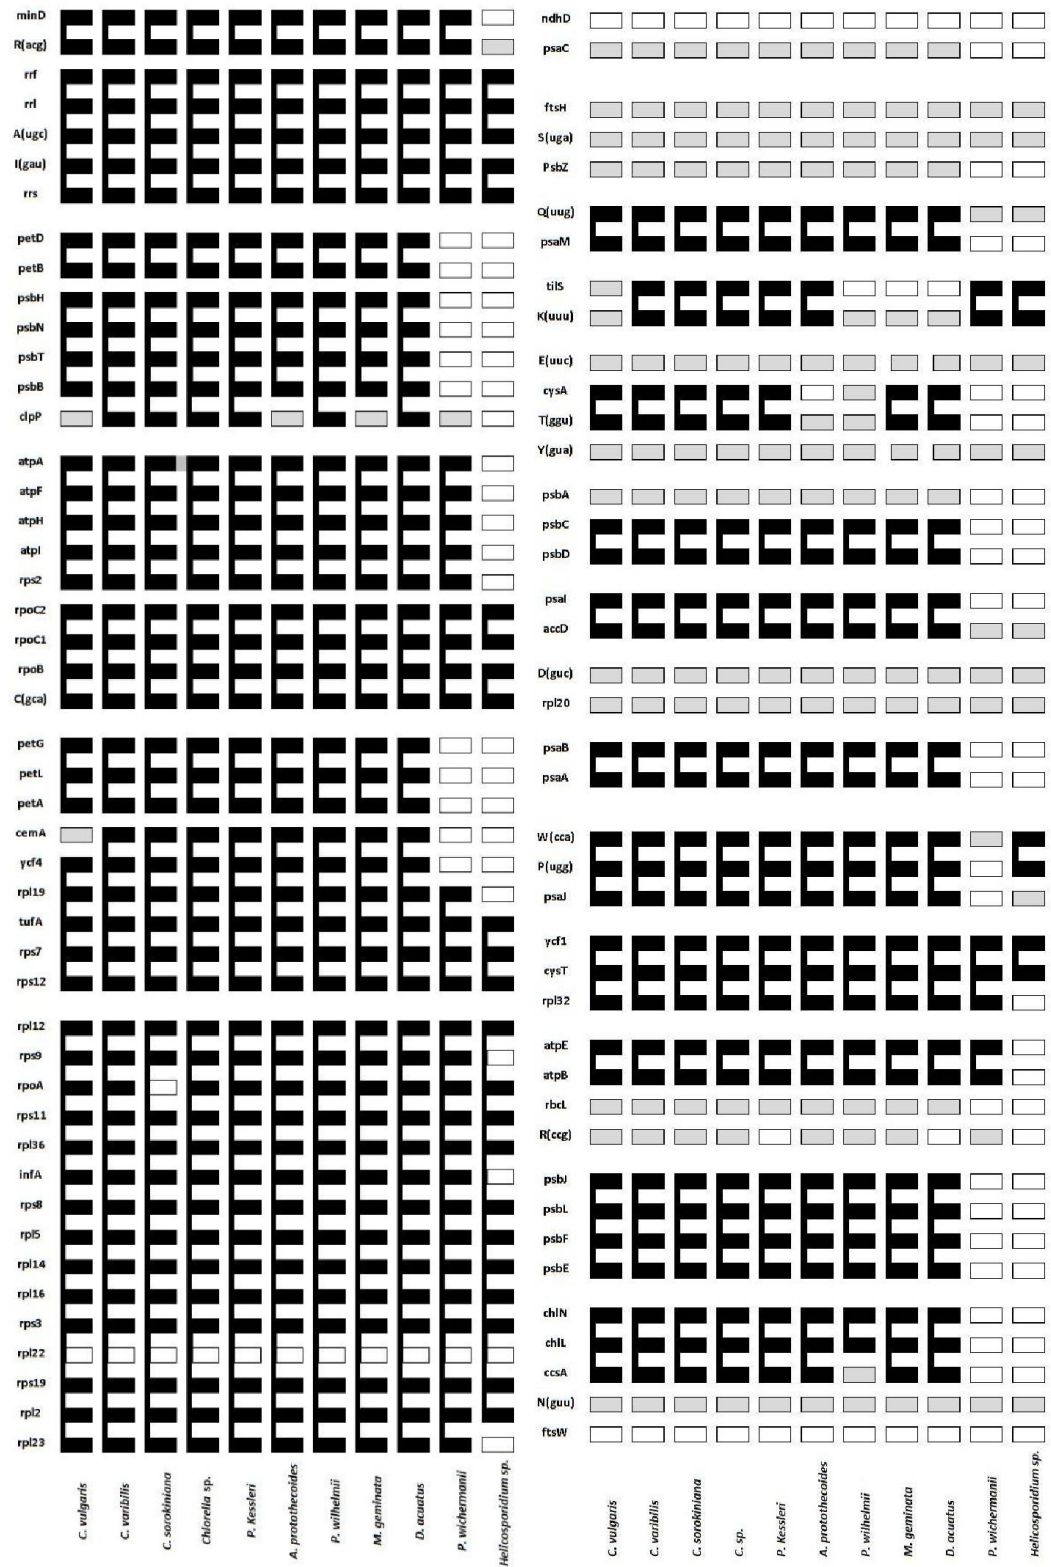 minD
R(acg)
rrf
rrl
A(ugc)
I(gau)
rrs
petD
petB
psbH
psbN
psbT
psbB
clpP
atpA
atpF
atpH
atpI
rps2
rpoC2
rpoC1
rpoB
C(gca)
petG
petL
petA
cemA
ycf4
rpl19
tufA
rps7
rps12
rpl12
rps9
rpoA
rps11
rpl36
infA
rps8
rpl5
rpl14
rpl16
rps3
rpl22
rps19
rpl2
rpl23
C. vulgaris
C. varibilis
C. sorokiniana
Chlorella sp.
P. Kessleri
A. protothecoides
P. wilhelmii
M. geminata
D. acuatus
P. wichermanii
Helicosporidium sp.
ndhD
psaC
ftsH
S(uga)
PsbZ
Q(uug)
psaM
tilS
K(uuu)
E(uuc)
cysA
T(ggu)
Y(gua)
psbA
psbC
psbD
psaI
accD
D(guc)
rpl20
psaB
psaA
W(cca)
P(ugg)
psaJ
ycf1
cysT
rpl32
atpE
atpB
rbcL
R(ccg)
psbJ
psbL
psbF
psbE
chlN
chlL
ccsA
N(guu)
ftsW
C. vulgaris
C. varibilis
C. sorokiniana
C. sp.
P. Kessleri
A. protothecoides
P. wilhelmii
M. geminata
D. acuatus
P. wichermanii
Helicosporidium sp.